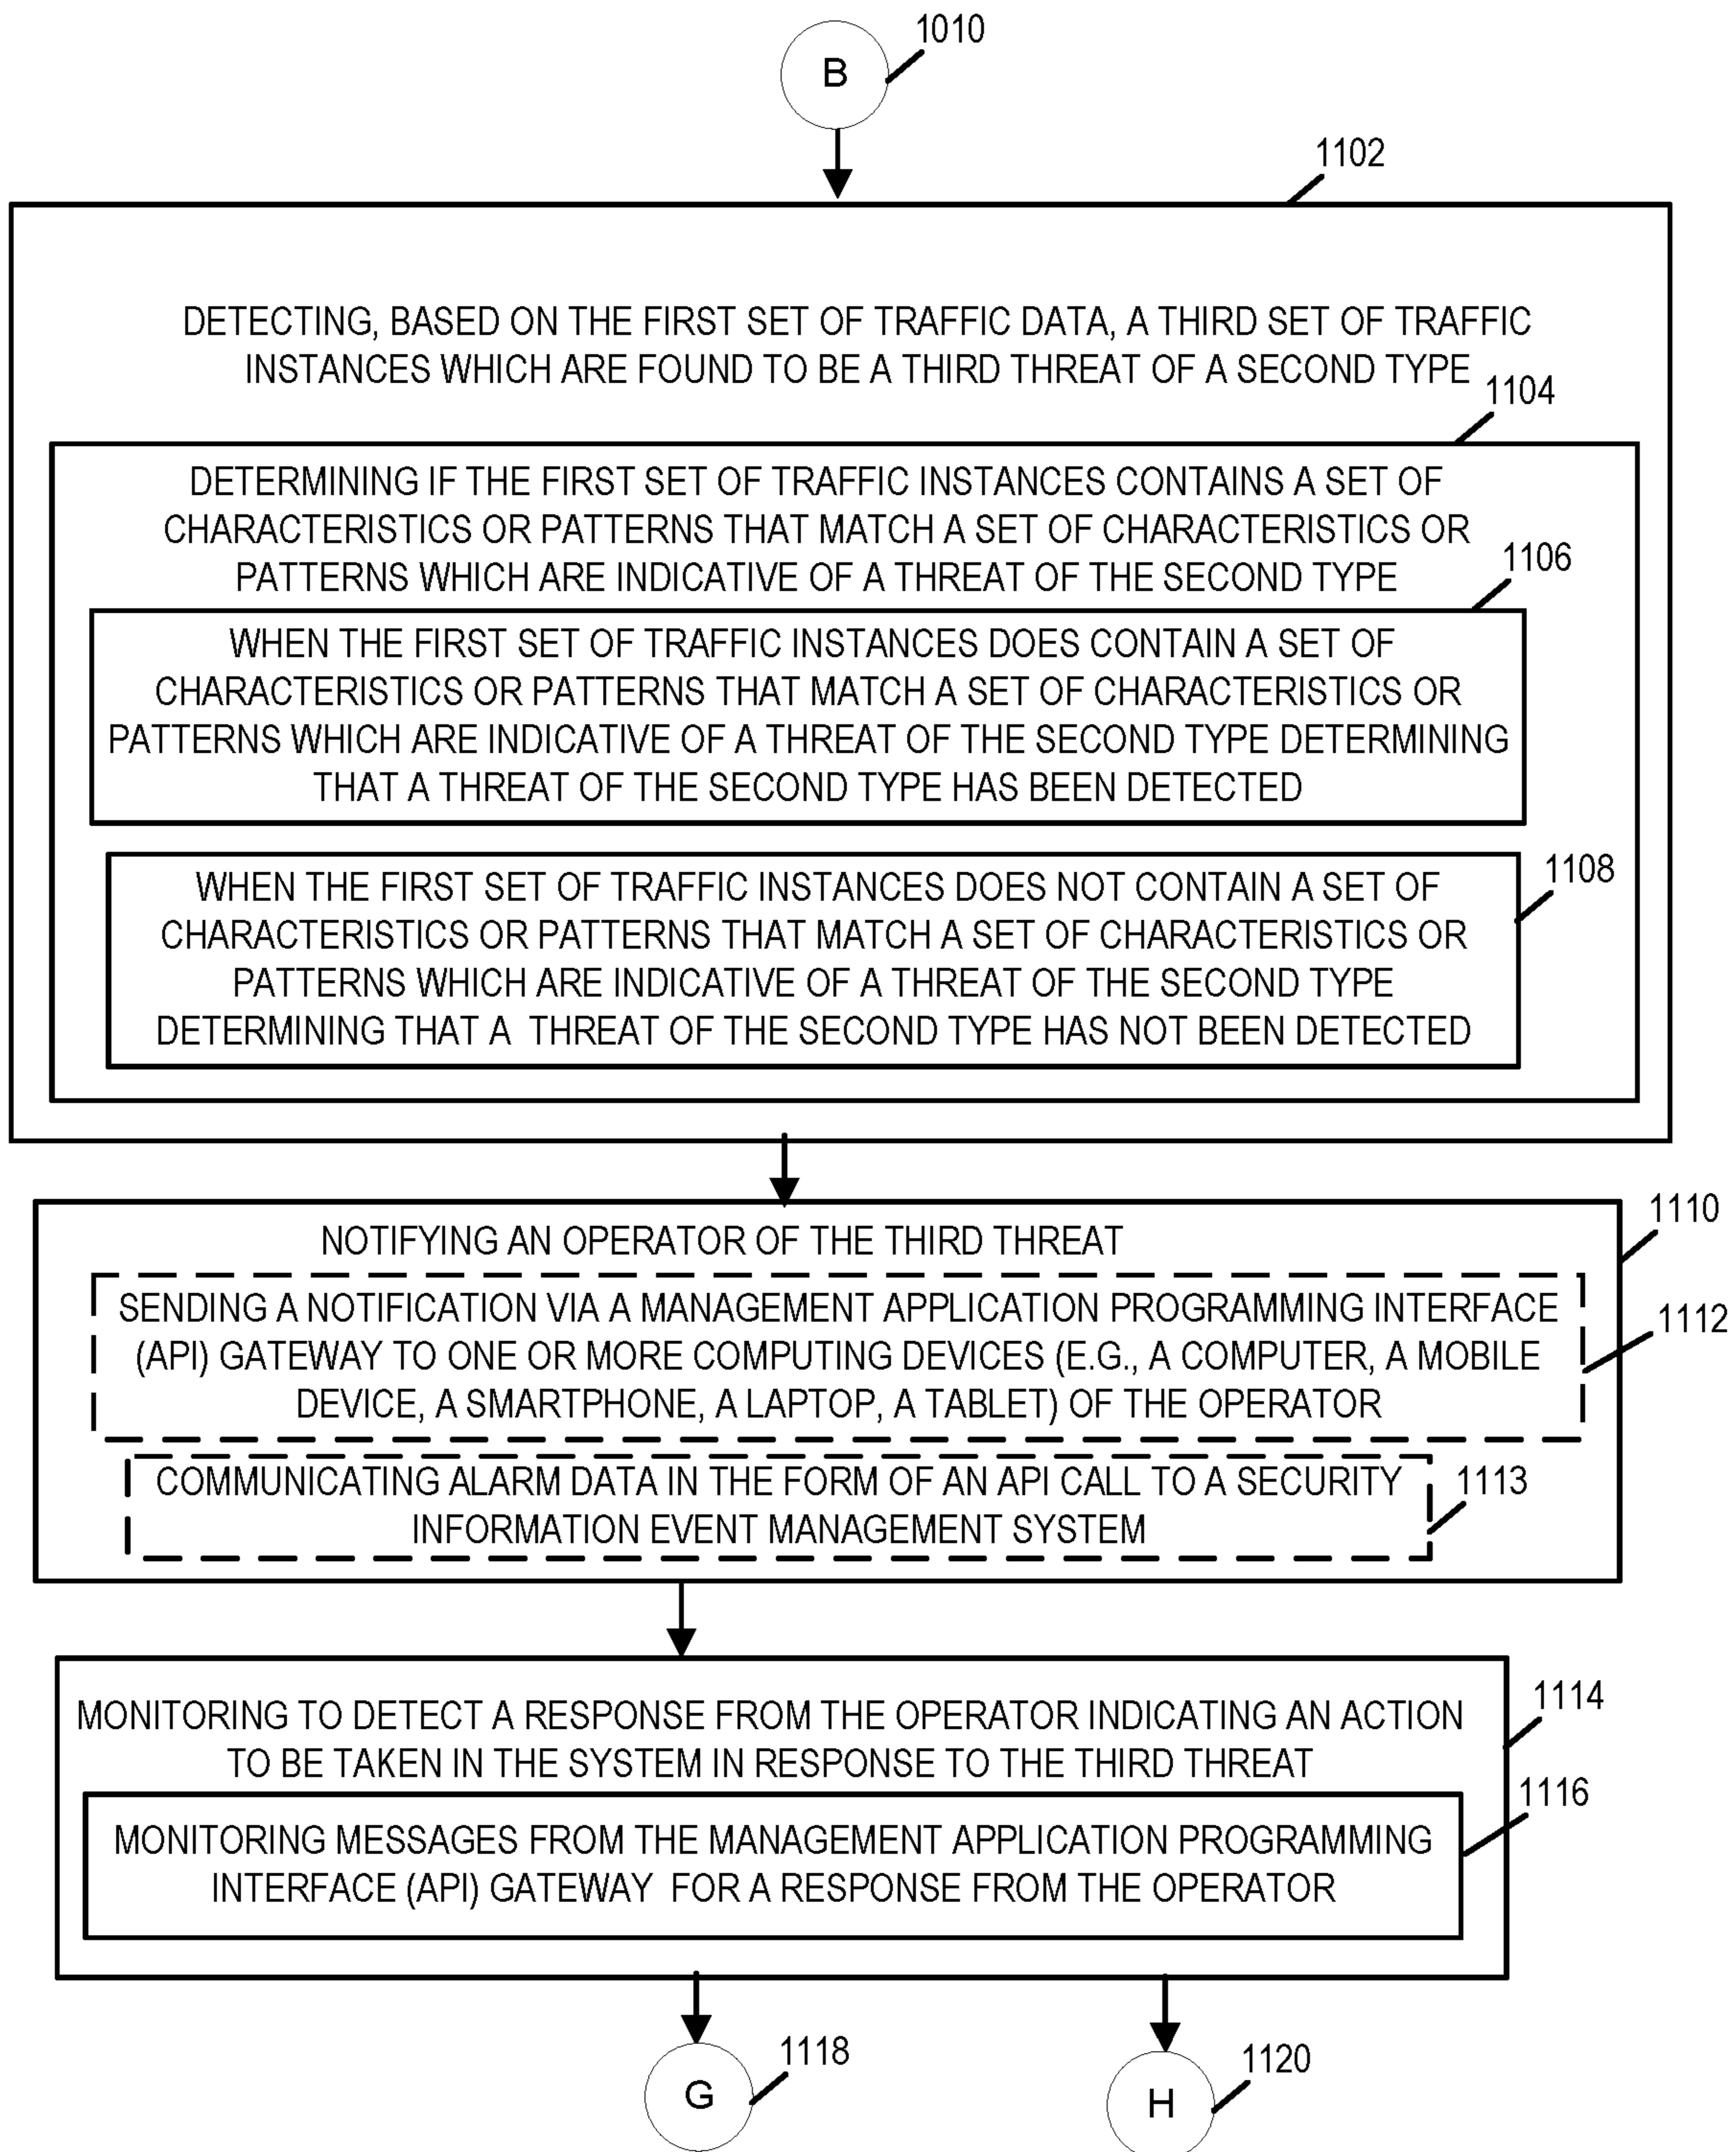 B
1010
1102
DETECTING, BASED ON THE FIRST SET OF TRAFFIC DATA, A THIRD SET OF TRAFFIC
INSTANCES WHICH ARE FOUND TO BE A THIRD THREAT OF A SECOND TYPE
1104
DETERMINING IF THE FIRST SET OF TRAFFIC INSTANCES CONTAINS A SET OF
CHARACTERISTICS OR PATTERNS THAT MATCH A SET OF CHARACTERISTICS OR
PATTERNS WHICH ARE INDICATIVE OF A THREAT OF THE SECOND TYPE
1106
WHEN THE FIRST SET OF TRAFFIC INSTANCES DOES CONTAIN A SET OF
CHARACTERISTICS OR PATTERNS THAT MATCH A SET OF CHARACTERISTICS OR
PATTERNS WHICH ARE INDICATIVE OF A THREAT OF THE SECOND TYPE DETERMINING
THAT A THREAT OF THE SECOND TYPE HAS BEEN DETECTED
1108
WHEN THE FIRST SET OF TRAFFIC INSTANCES DOES NOT CONTAIN A SET OF
CHARACTERISTICS OR PATTERNS THAT MATCH A SET OF CHARACTERISTICS OR
PATTERNS WHICH ARE INDICATIVE OF A THREAT OF THE SECOND TYPE
DETERMINING THAT A THREAT OF THE SECOND TYPE HAS NOT BEEN DETECTED
1110
NOTIFYING AN OPERATOR OF THE THIRD THREAT
SENDING A NOTIFICATION VIA A MANAGEMENT APPLICATION PROGRAMMING INTERFACE
(API) GATEWAY TO ONE OR MORE COMPUTING DEVICES (E.G., A COMPUTER, A MOBILE
DEVICE, A SMARTPHONE, A LAPTOP, A TABLET) OF THE OPERATOR
1112
COMMUNICATING ALARM DATA IN THE FORM OF AN API CALL TO A SECURITY
INFORMATION EVENT MANAGEMENT SYSTEM
1113
1114
MONITORING TO DETECT A RESPONSE FROM THE OPERATOR INDICATING AN ACTION
TO BE TAKEN IN THE SYSTEM IN RESPONSE TO THE THIRD THREAT
1116
MONITORING MESSAGES FROM THE MANAGEMENT APPLICATION PROGRAMMING
INTERFACE (API) GATEWAY FOR A RESPONSE FROM THE OPERATOR
G
1118
H
1120